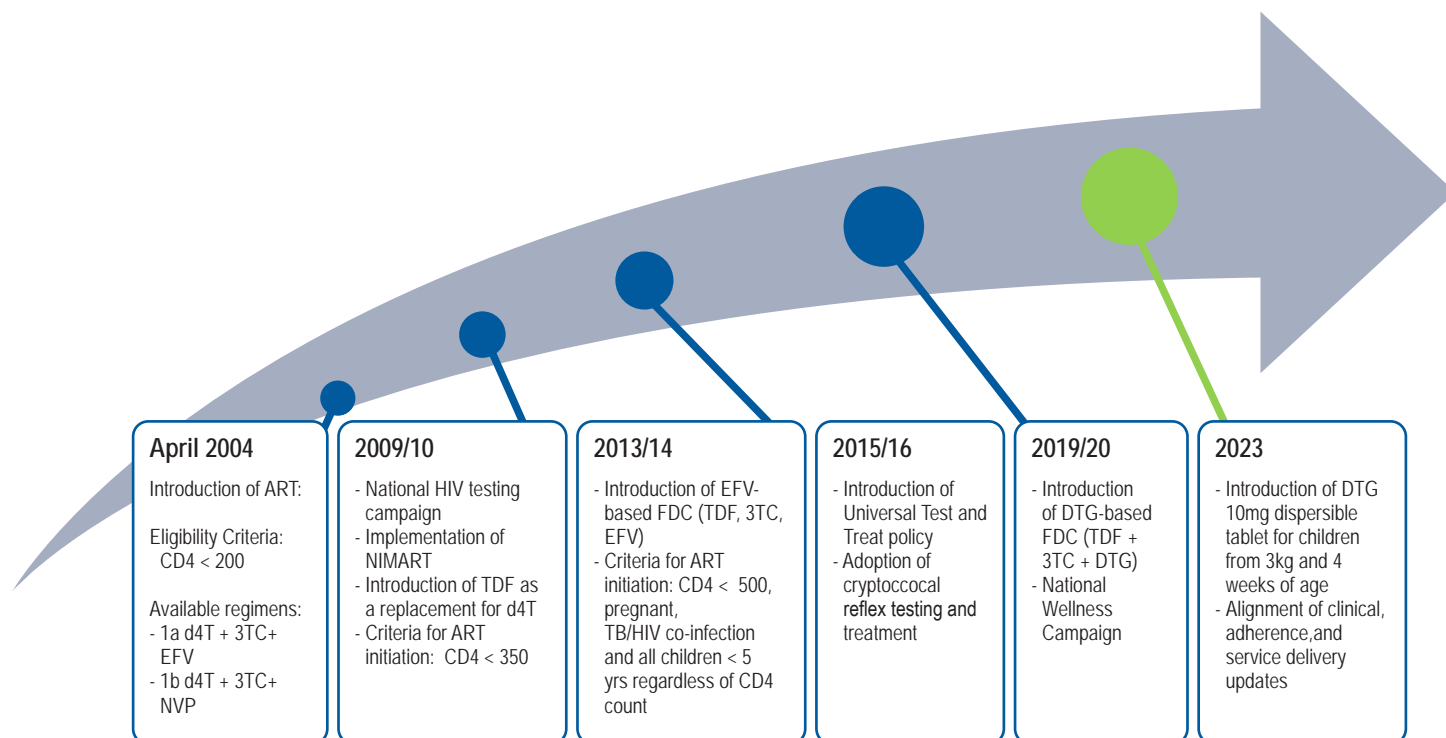 April 2004
Introduction of ART:
Eligibility Criteria:
CD4 < 200
Available regimens:
- 1a d4T + 3TC+
EFV
- 1b d4T + 3TC+
NVP
2009/10
- National HIV testing
campaign
- Implementation of
NIMART
- Introduction of TDF as
a replacement for d4T
- Criteria for ART
initiation: CD4 < 350
2013/14
- Introduction of EFV-
based FDC (TDF, 3TC,
EFV)
- Criteria for ART
initiation: CD4 < 500,
pregnant,
TB/HIV co-infection
and all children < 5
yrs regardless of CD4
count
2015/16
- Introduction of
Universal Test and
Treat policy
- Adoption of
cryptoccocal
reflex testing and
treatment
2019/20
- Introduction
of DTG-based
FDC (TDF +
3TC + DTG)
- National
Wellness
Campaign
2023
- Introduction of DTG
10mg dispersible
tablet for children
from 3kg and 4
weeks of age
- Alignment of clinical,
adherence,and
service delivery
updates